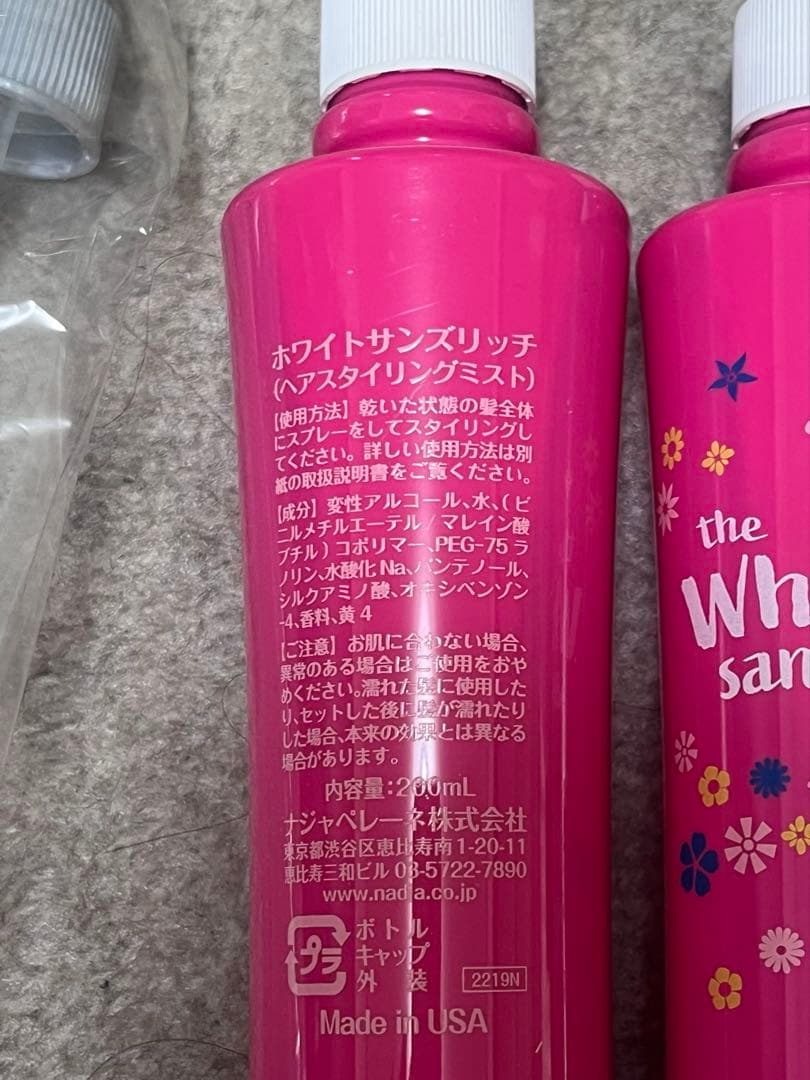 ホワイトサンズリッチ
(ヘアスタイリングミスト)
【使用方法】乾いた状態の髪全体
にスプレーをしてスタイリングし
てください。詳しい使用方法は別
紙の取扱説明書をご覧ください。
【成分】変性アルコール、水、(ビ
ニルメチルエーテル/マレイン酸
ブチル)コポリマー、PEG-75ラ
ノリン、水酸化Na、パンテノール、
シルクアミノ酸、オキシベンゾン
-4、香料、黄4
【ご注意】お肌に合わない場合、
異常のある場合はご使用をおや
めください。濡れた髪に使用した
り、セットした後に髪が濡れたり
した場合、本来の効果とは異なる
場合があります。
内容量:200mL
ナジャペレーネ株式会社
東京都渋谷区恵比寿南1-20-11
恵比寿三和ビル 03-5722-7890
www.nadja.co.jp
プラ
ボトル
キャップ
外装
2219N
Made in USA
the
Wh
san